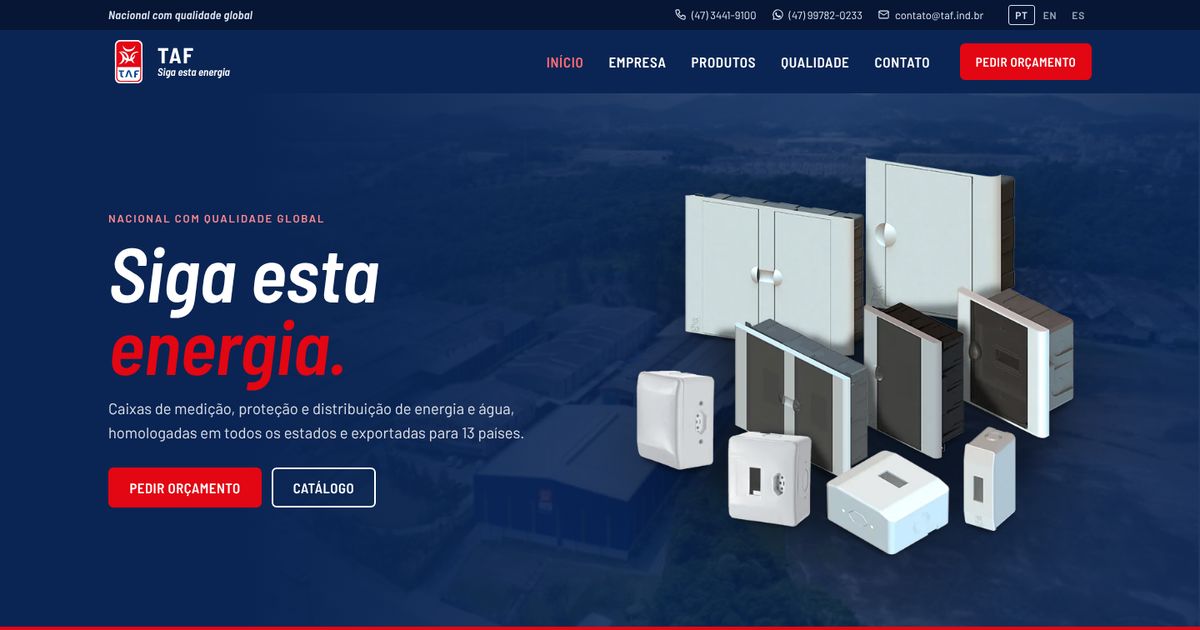 Nacional com qualidade global
(47) 3441-9100
(47) 99782-0233
contato@taf.ind.br
PT
EN
ES
TAF
TAF
Siga esta energia
INÍCIO
EMPRESA
PRODUTOS
QUALIDADE
CONTATO
PEDIR ORÇAMENTO
NACIONAL COM QUALIDADE GLOBAL
Siga esta
energia.
Caixas de medição, proteção e distribuição de energia e água,
homologadas em todos os estados e exportadas para 13 países.
PEDIR ORÇAMENTO
CATÁLOGO